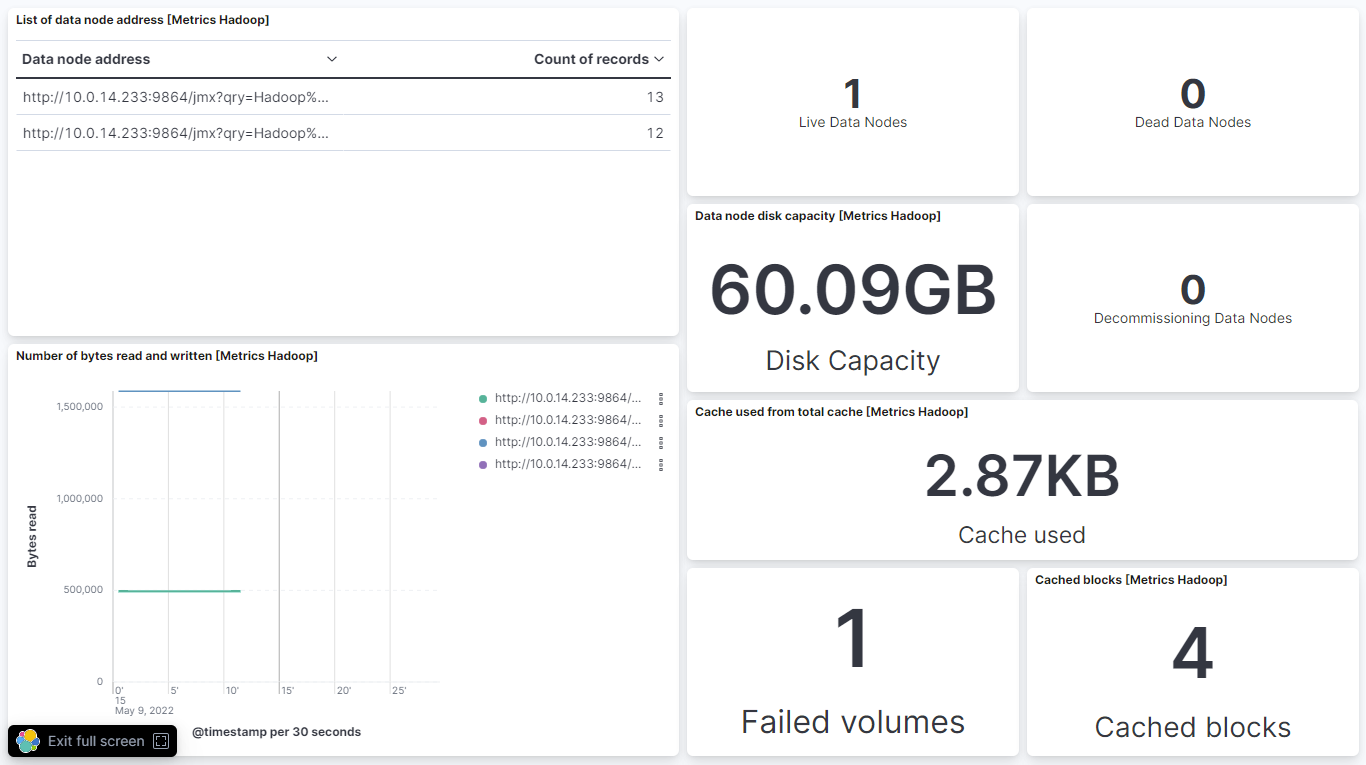 List of data node address [Metrics Hadoop]
Data node address Count of records
http://10.0.14.233:9864/jmx?qry=Hadoop%... 13
http://10.0.14.233:9864/jmx?qry=Hadoop%... 12
1
Live Data Nodes
0
Dead Data Nodes
Data node disk capacity [Metrics Hadoop]
60.09GB
Disk Capacity
0
Decommissioning Data Nodes
Number of bytes read and written [Metrics Hadoop]
Bytes read
1,500,000
1,000,000
500,000
0
0' 5' 10' 15' 20' 25'
15
May 9, 2022
@timestamp per 30 seconds
http://10.0.14.233:9864/...
http://10.0.14.233:9864/...
http://10.0.14.233:9864/...
http://10.0.14.233:9864/...
Exit full screen
Cache used from total cache [Metrics Hadoop]
2.87KB
Cache used
1
Failed volumes
Cached blocks [Metrics Hadoop]
4
Cached blocks